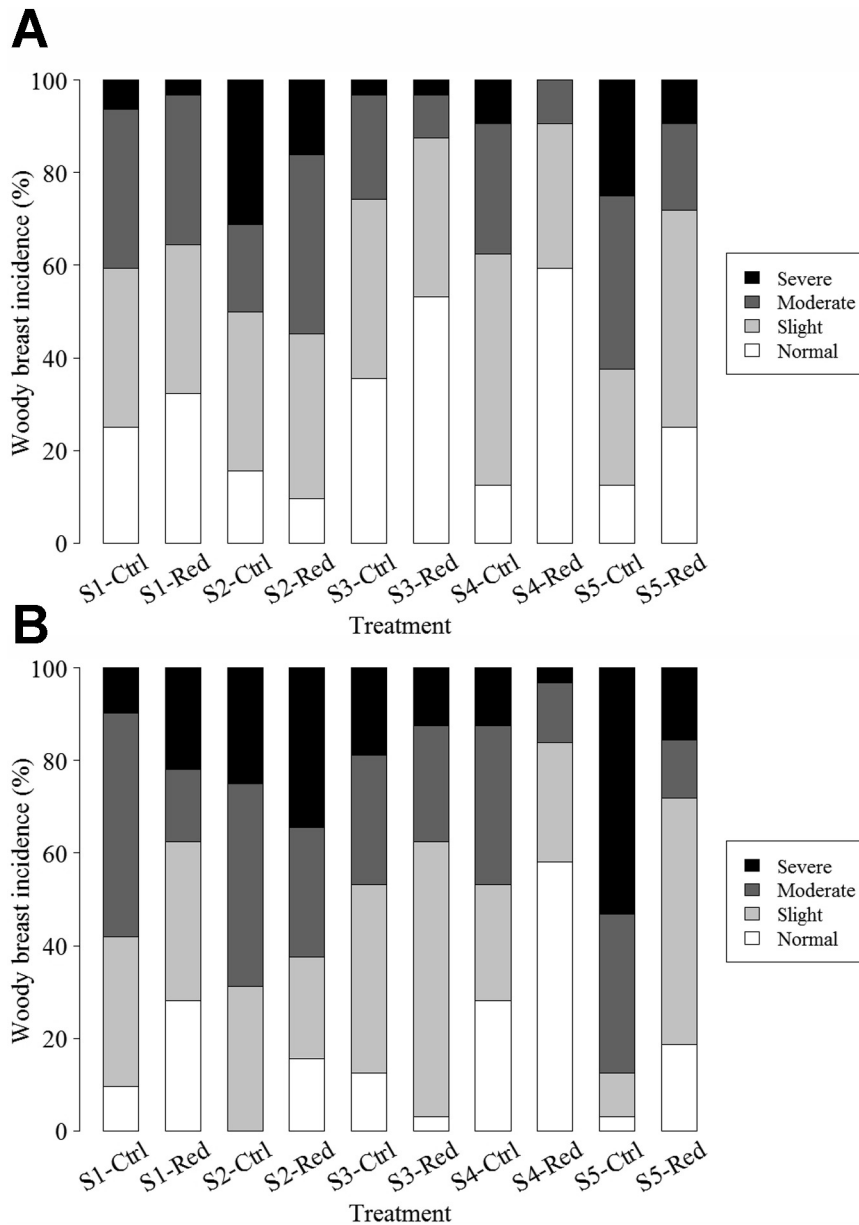 A
Woody breast incidence (%)
100
80
60
40
20
0
S1-Ctrl
S1-Red
S2-Ctrl
S2-Red
S3-Ctrl
S3-Red
S4-Ctrl
S4-Red
S5-Ctrl
S5-Red
Treatment
Severe
Moderate
Slight
Normal
B
Woody breast incidence (%)
100
80
60
40
20
0
S1-Ctrl
S1-Red
S2-Ctrl
S2-Red
S3-Ctrl
S3-Red
S4-Ctrl
S4-Red
S5-Ctrl
S5-Red
Treatment
Severe
Moderate
Slight
Normal